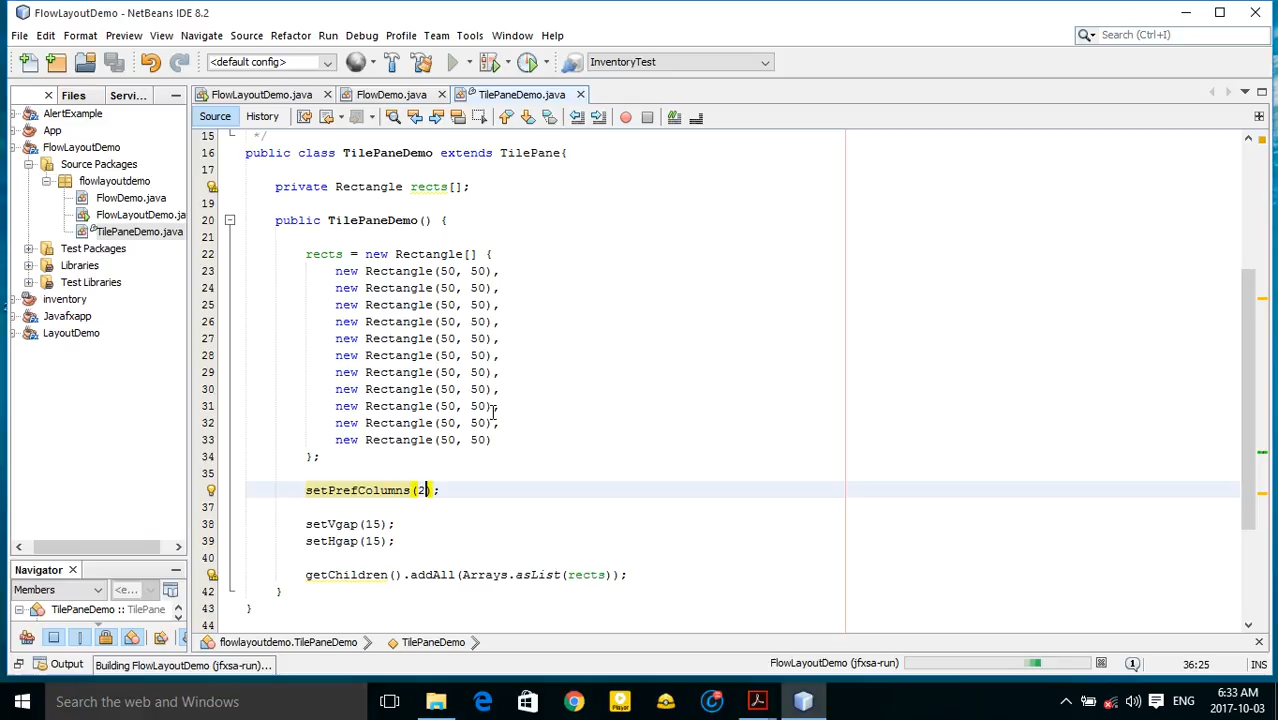 FlowLayoutDemo - NetBeans IDE 8.2
File Edit Format Preview View Navigate Source Refactor Run Debug Profile Team Tools Window Help
Search (Ctrl+I)
<default config>
InventoryTest
Files Servi...
FlowLayoutDemo.java FlowDemo.java TilePaneDemo.java
Source History
AlertExample
App
FlowLayoutDemo
Source Packages
flowlayoutdemo
FlowDemo.java
FlowLayoutDemo.ja
TilePaneDemo.java
Test Packages
Libraries
Test Libraries
inventory
Javafxapp
LayoutDemo
Navigator
Members <e...
TilePaneDemo :: TilePane
15 */
16 public class TilePaneDemo extends TilePane{
17
private Rectangle rects[];
19
20 public TilePaneDemo() {
21
22 rects = new Rectangle[] {
23 new Rectangle(50, 50),
24 new Rectangle(50, 50),
25 new Rectangle(50, 50),
26 new Rectangle(50, 50),
27 new Rectangle(50, 50),
28 new Rectangle(50, 50),
29 new Rectangle(50, 50),
30 new Rectangle(50, 50),
31 new Rectangle(50, 50),
32 new Rectangle(50, 50),
33 new Rectangle(50, 50)
34 };
35
setPrefColumns(2);
37
38 setVgap(15);
39 setHgap(15);
40
getChildren().addAll(Arrays.asList(rects));
42 }
43 }
44
flowlayoutdemo.TilePaneDemo TilePaneDemo
Output Building FlowLayoutDemo (jfxsa-run)... FlowLayoutDemo (jfxsa-run) 1 36:25 INS
Search the web and Windows
Player
ENG
6:33 AM
2017-10-03